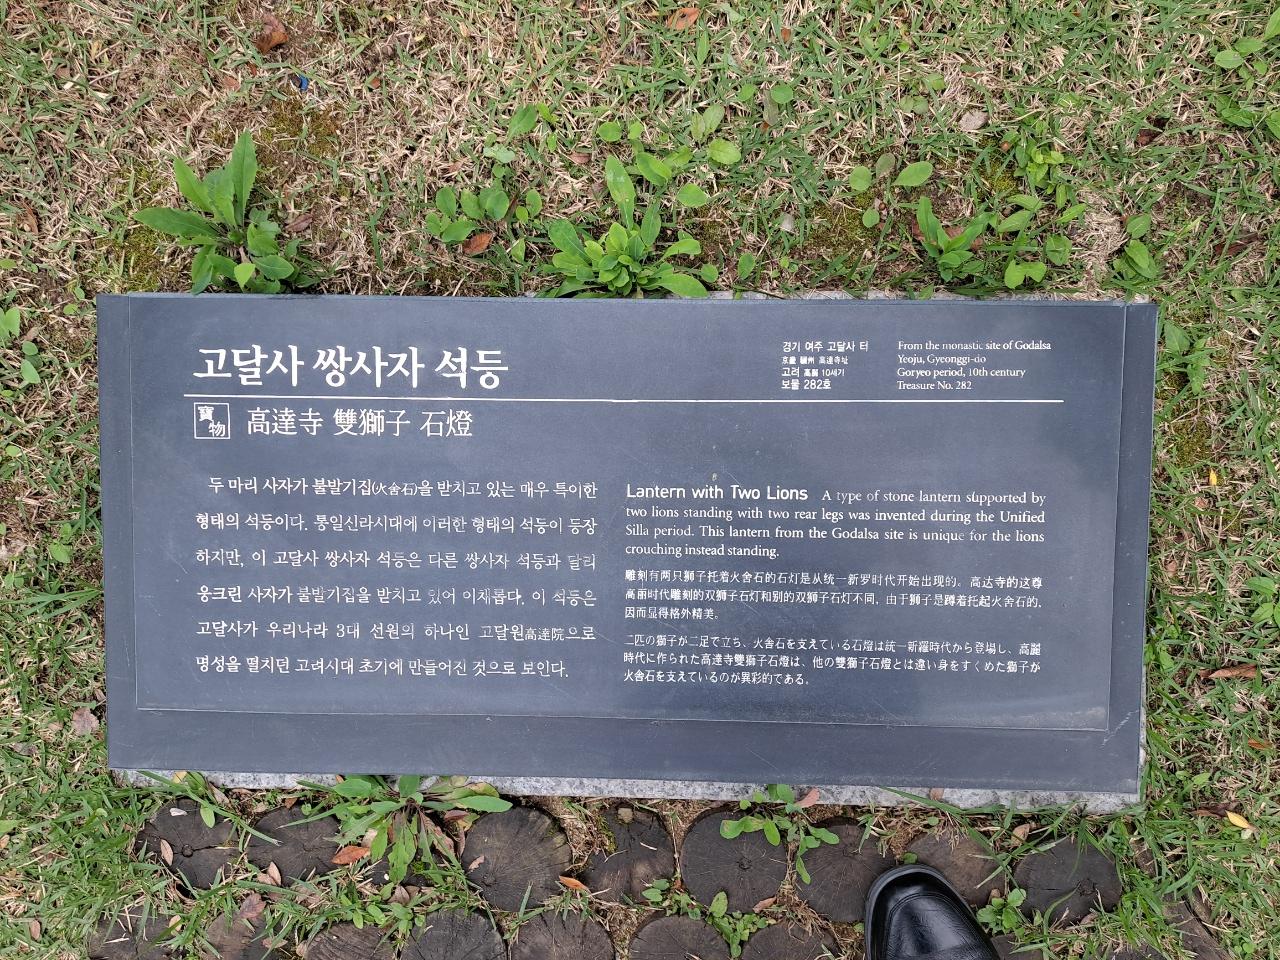 고달사 쌍사자 석등
경기 여주 고달사 터
京畿 驪州 高達寺址
고려 高麗 10세기
보물 282호
From the monastic site of Godalsa
Yeoju, Gyeonggi-do
Goryeo period, 10th century
Treasure No. 282
寶物 高達寺 雙獅子 石燈
두 마리 사자가 불발기집(火舍石)을 받치고 있는 매우 특이한
형태의 석등이다. 통일신라시대에 이러한 형태의 석등이 등장
하지만, 이 고달사 쌍사자 석등은 다른 쌍사자 석등과 달리
웅크린 사자가 불발기집을 받치고 있어 이채롭다. 이 석등은
고달사가 우리나라 3대 선원의 하나인 고달원高達院으로
명성을 떨치던 고려시대 초기에 만들어진 것으로 보인다.
Lantern with Two Lions A type of stone lantern supported by
two lions standing with two rear legs was invented during the Unified
Silla period. This lantern from the Godalsa site is unique for the lions
crouching instead standing.
雕刻有两只狮子托着火舍石的石灯是从统一新罗时代开始出现的。高达寺的这尊
高丽时代雕刻的双狮子石灯和别的双狮子石灯不同, 由于狮子是蹲着托起火舍石的,
因而显得格外精美。
二匹の獅子が二足で立ち、火舎石を支えている石燈は統一新羅時代から登場し、高麗
時代に作られた高達寺雙獅子石燈は、他の雙獅子石燈とは違い身をすくめた獅子が
火舎石を支えているのが異彩的である。